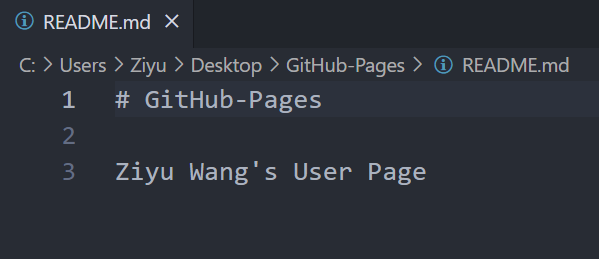 README.md
C: > Users > Ziyu > Desktop > GitHub-Pages > README.md
1 # GitHub-Pages
2
3 Ziyu Wang's User Page